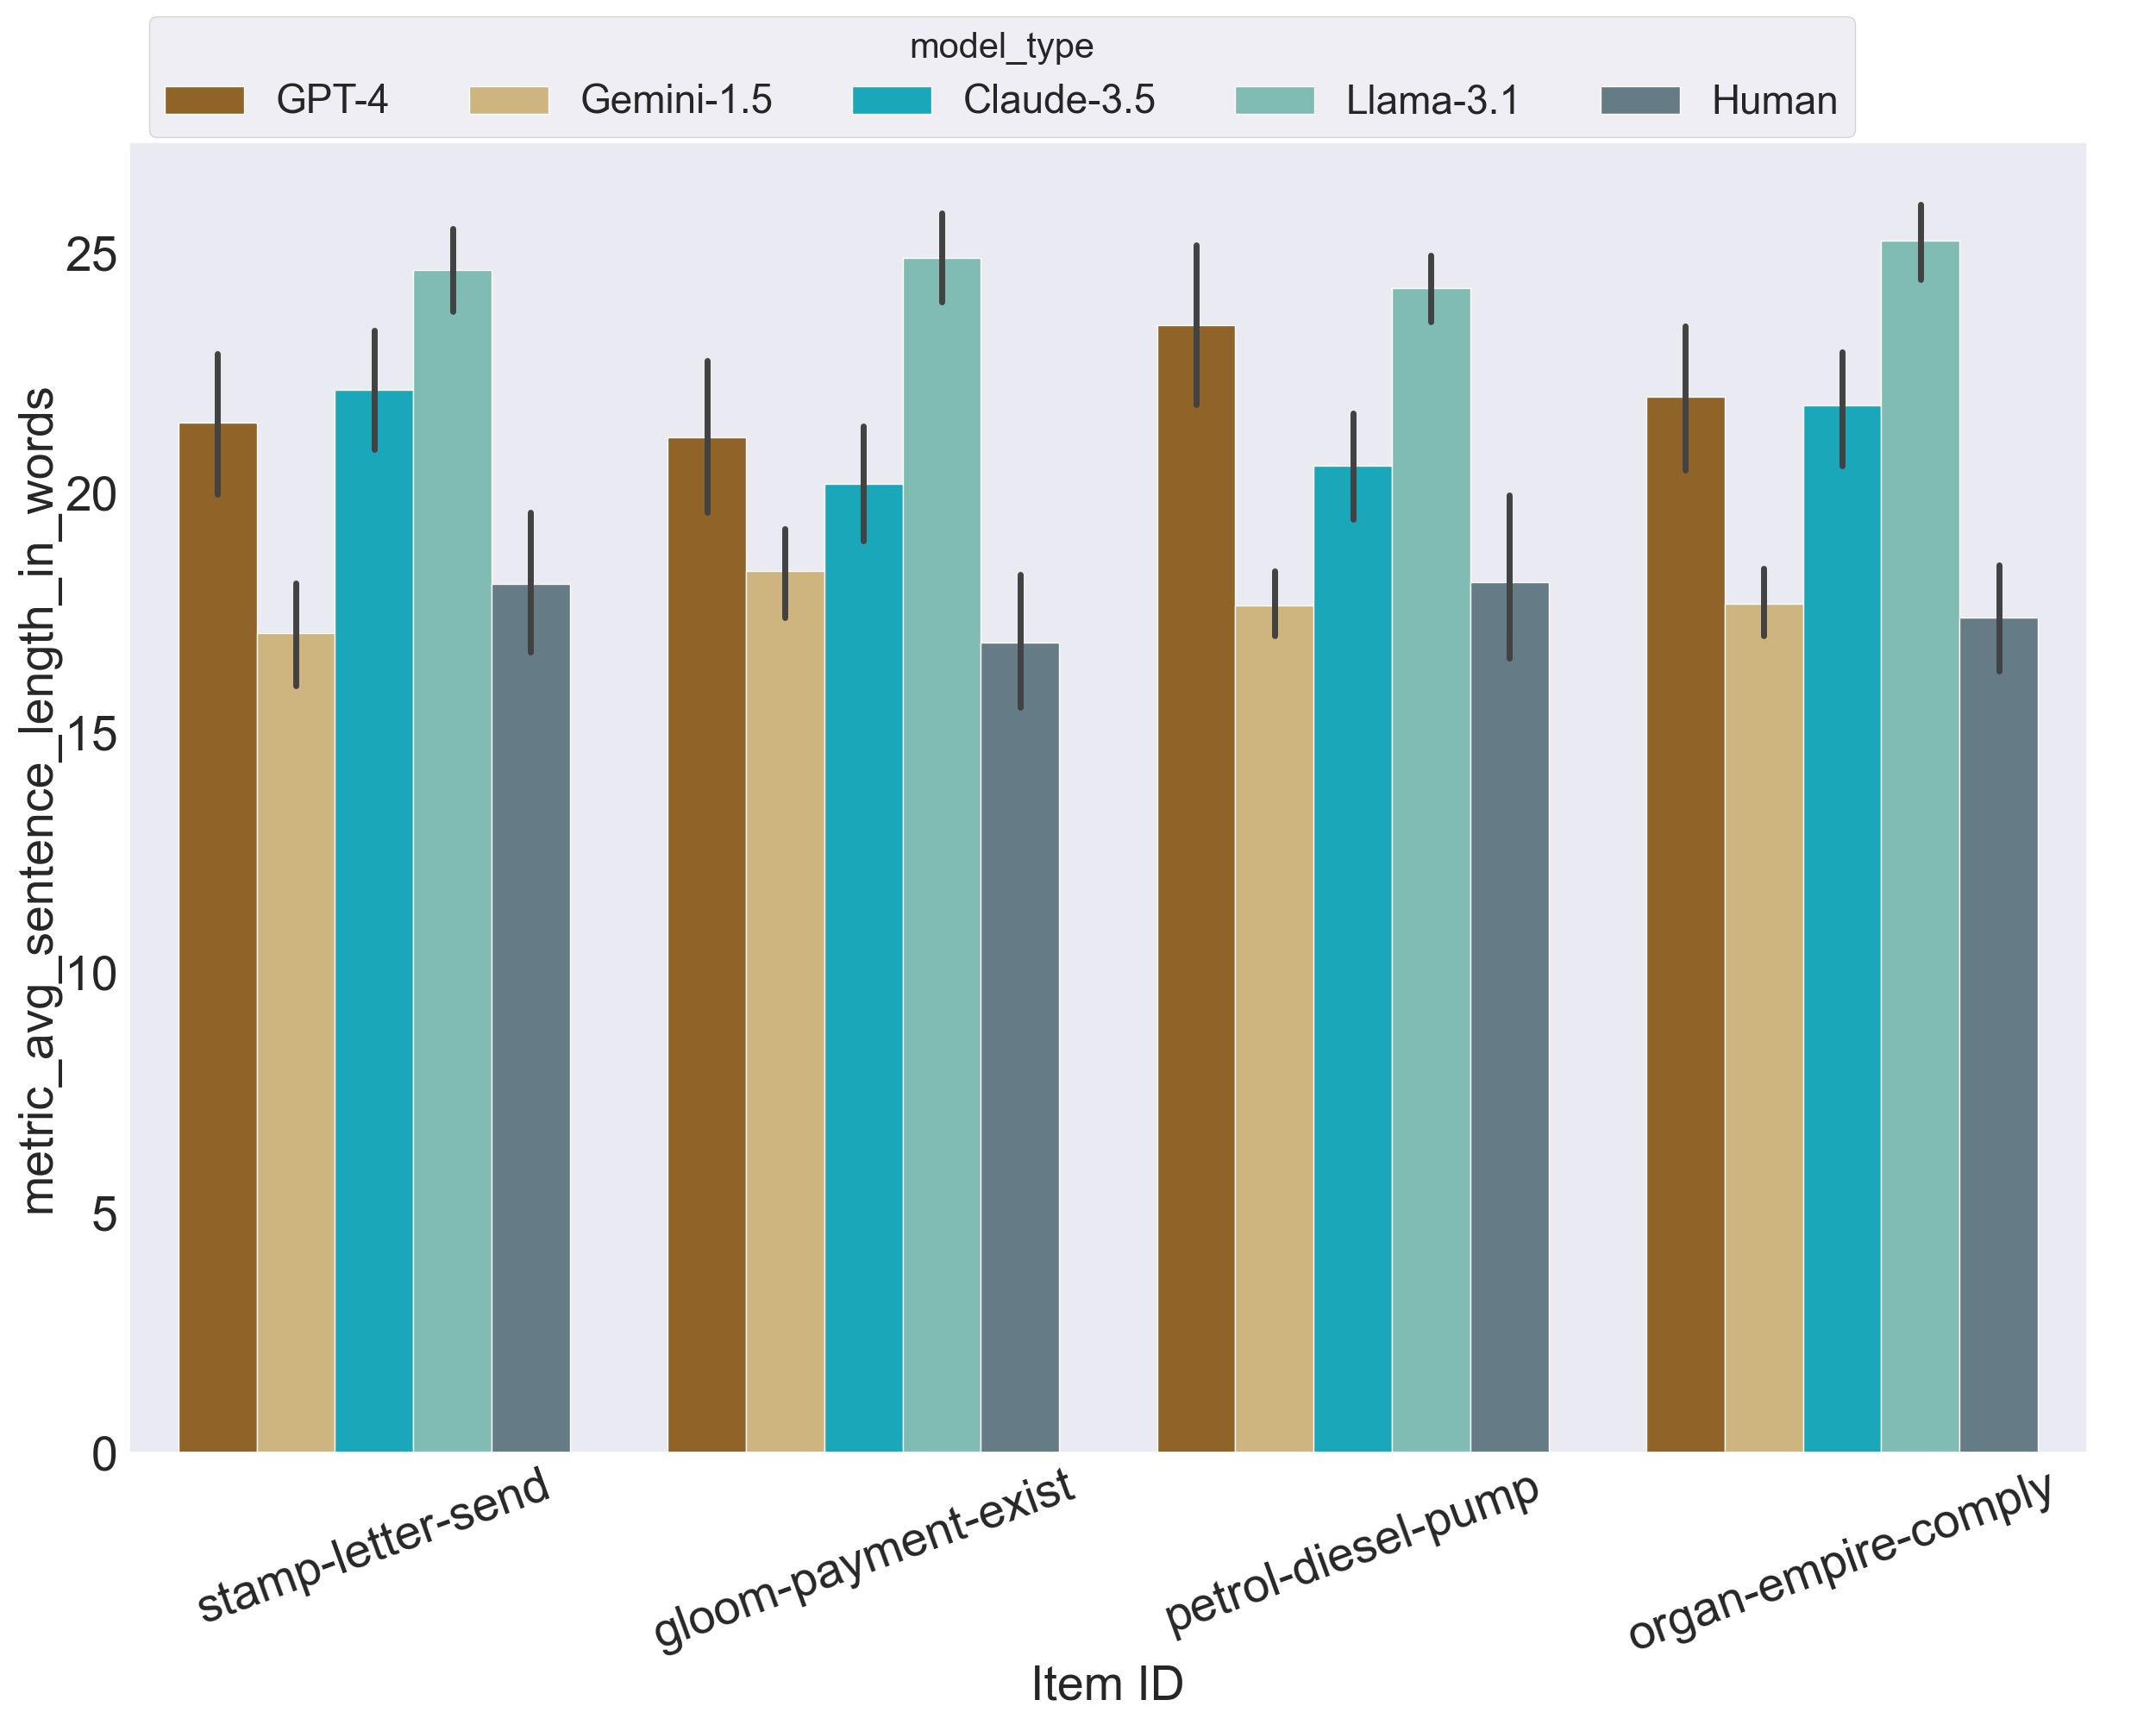 model_type
GPT-4 Gemini-1.5 Claude-3.5 Llama-3.1 Human
metric_avg_sentence_length_in_words
25
20
15
10
5
0
stamp-letter-send
gloom-payment-exist
petrol-diesel-pump
organ-empire-comply
Item ID